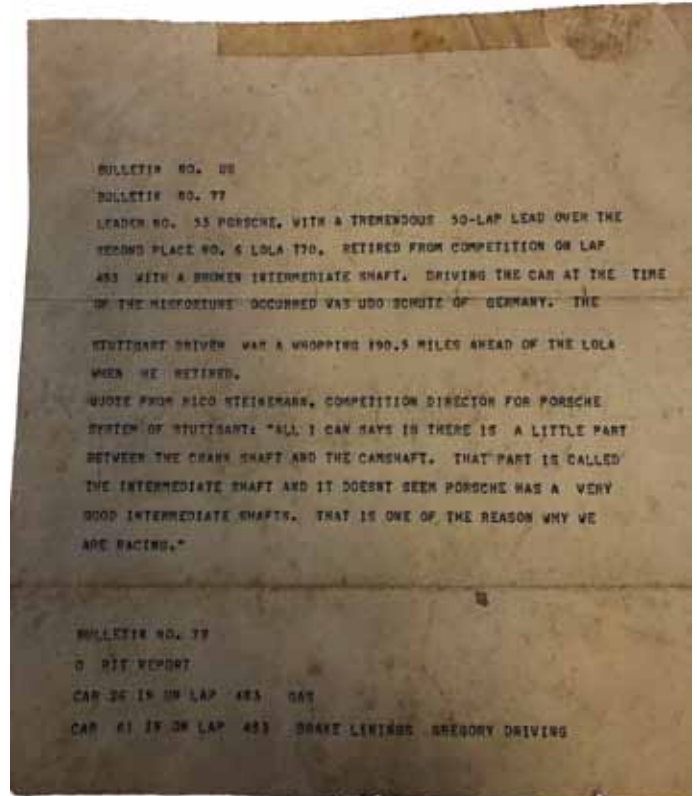 BULLETIN NO. UU
BULLETIN NO. 77
LEADER NO. 53 PORSCHE, WITH A TREMENDOUS 50-LAP LEAD OVER THE
SECOND PLACE NO. 6 LOLA T70, RETIRED FROM COMPETITION ON LAP
453 WITH A BROKEN INTERMEDIATE SHAFT. DRIVING THE CAR AT THE TIME
OF THE MISFORTUNE OCCURRED WAS UDO SCHUTZ OF GERMANY. THE
STUTTGART DRIVER WAS A WHOPPING 190.5 MILES AHEAD OF THE LOLA
WHEN HE RETIRED.
QUOTE FROM RICO STEINEMANN, COMPETITION DIRECTOR FOR PORSCHE
SYSTEM OF STUTTGART: "ALL I CAN SAYS IS THERE IS A LITTLE PART
BETWEEN THE CRANK SHAFT AND THE CAMSHAFT. THAT PART IS CALLED
THE INTERMEDIATE SHAFT AND IT DOESNT SEEM PORSCHE HAS A VERY
GOOD INTERMEDIATE SHAFTS. THAT IS ONE OF THE REASON WHY WE
ARE RACING."
BULLETIN NO.
PIT REPORT
CAR 26 IN ON LAP 483 GAS
CAR 61 IN ON LAP 453 BRAKE LININGS GREGORY DRIVING